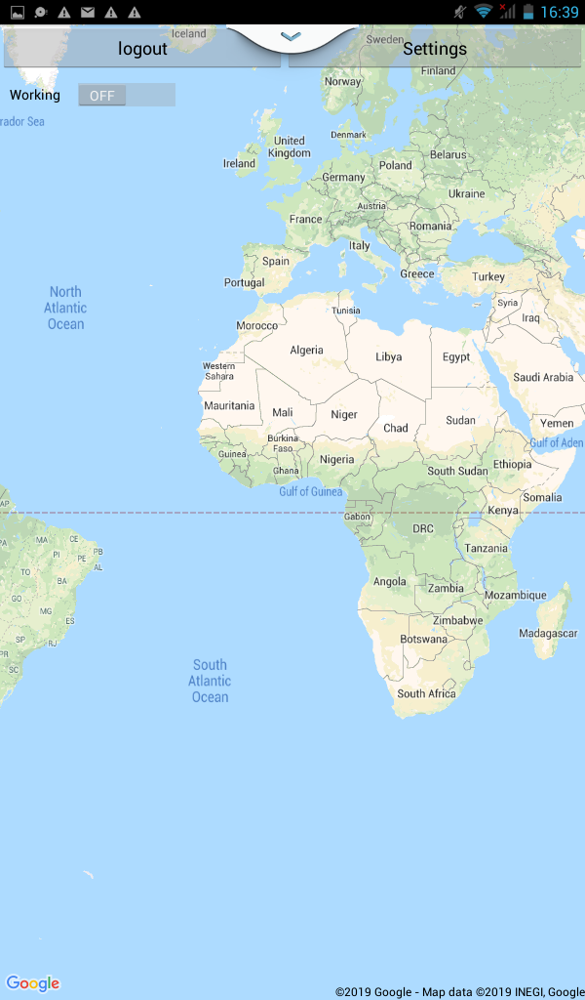 16:39
logout
Settings
Working
OFF
Iceland
Sweden
Finland
Norway
rador Sea
United
Kingdom
Denmark
Ireland
Belarus
Poland
Germany
Ukraine
Austria
France
Romania
Italy
Spain
Greece
Turkey
Portugal
North
Atlantic
Ocean
Syria
Tunisia
Iraq
Morocco
Algeria
Libya
Egypt
Western
Sahara
Saudi Arabia
Mauritania
Mali
Niger
Sudan
Yemen
Chad
Burkina
Faso
Gulf of Aden
Guinea
Nigeria
Ethiopia
Ghana
South Sudan
Gulf of Guinea
Somalia
AP
Kenya
Gabon
DRC
PA
MA
CE
PI
PB
PE
AL
TO
BA
Tanzania
Angola
Zambia
Mozambique
GO
MG
ES
Zimbabwe
SP
RJ
Botswana
Madagascar
PR
SC
South
Atlantic
Ocean
South Africa
Google
©2019 Google - Map data ©2019 INEGI, Google